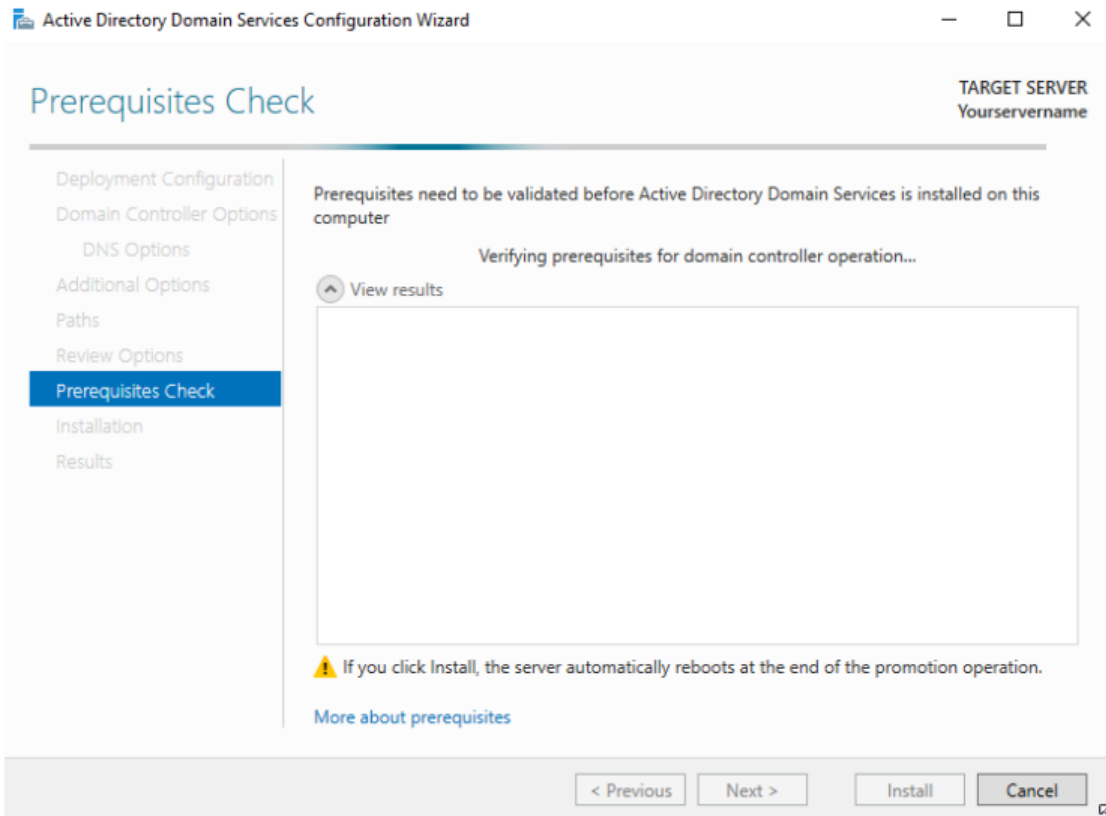 Active Directory Domain Services Configuration Wizard
Prerequisites Check
TARGET SERVER
Yourservername
Deployment Configuration
Domain Controller Options
DNS Options
Additional Options
Paths
Review Options
Prerequisites Check
Installation
Results
Prerequisites need to be validated before Active Directory Domain Services is installed on this
computer
Verifying prerequisites for domain controller operation...
View results
If you click Install, the server automatically reboots at the end of the promotion operation.
More about prerequisites
< Previous
Next >
Install
Cancel